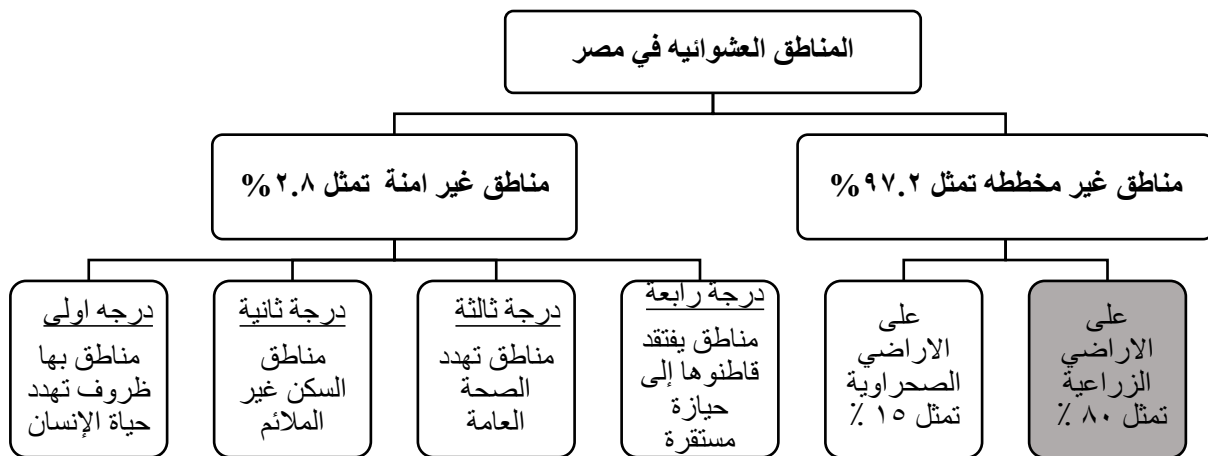 المناطق العشوائيه في مصر
مناطق غير مخططه تمثل ٩٧.٢%
مناطق غير امنة تمثل ٢.٨%
على
الاراضي
الزراعية
تمثل ٨٠ ٪
على
الاراضي
الصحراوية
تمثل ١٥ ٪
درجة رابعة
مناطق يفتقد
قاطنوها إلى
حيازة
مستقرة
درجة ثالثة
مناطق تهدد
الصحة
العامة
درجة ثانية
مناطق
السكن غير
الملائم
درجه اولى
مناطق بها
ظروف تهدد
حياة الإنسان